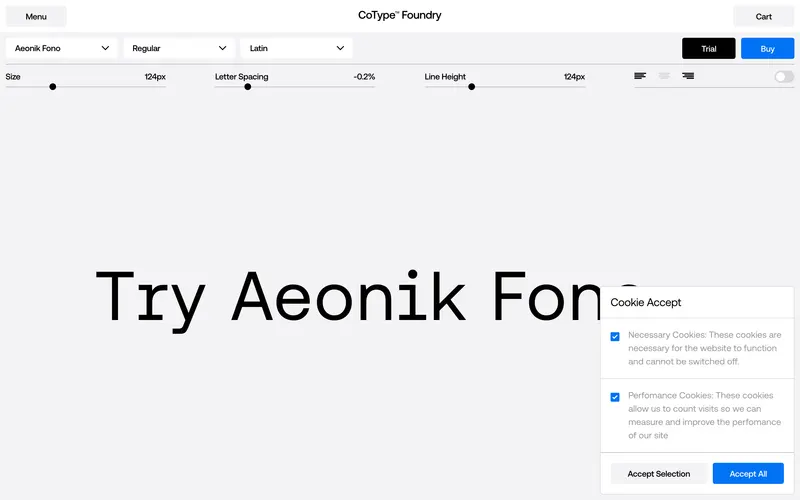 Menu
CoType™ Foundry
Cart
Aeonik Fono
Regular
Latin
Trial
Buy
Size
124px
Letter Spacing
-0.2%
Line Height
124px
Try Aeonik Fono
Cookie Accept
Necessary Cookies: These cookies are
necessary for the website to function
and cannot be switched off.
Perfomance Cookies: These cookies
allow us to count visits so we can
measure and improve the perfomance
of our site
Accept Selection
Accept All